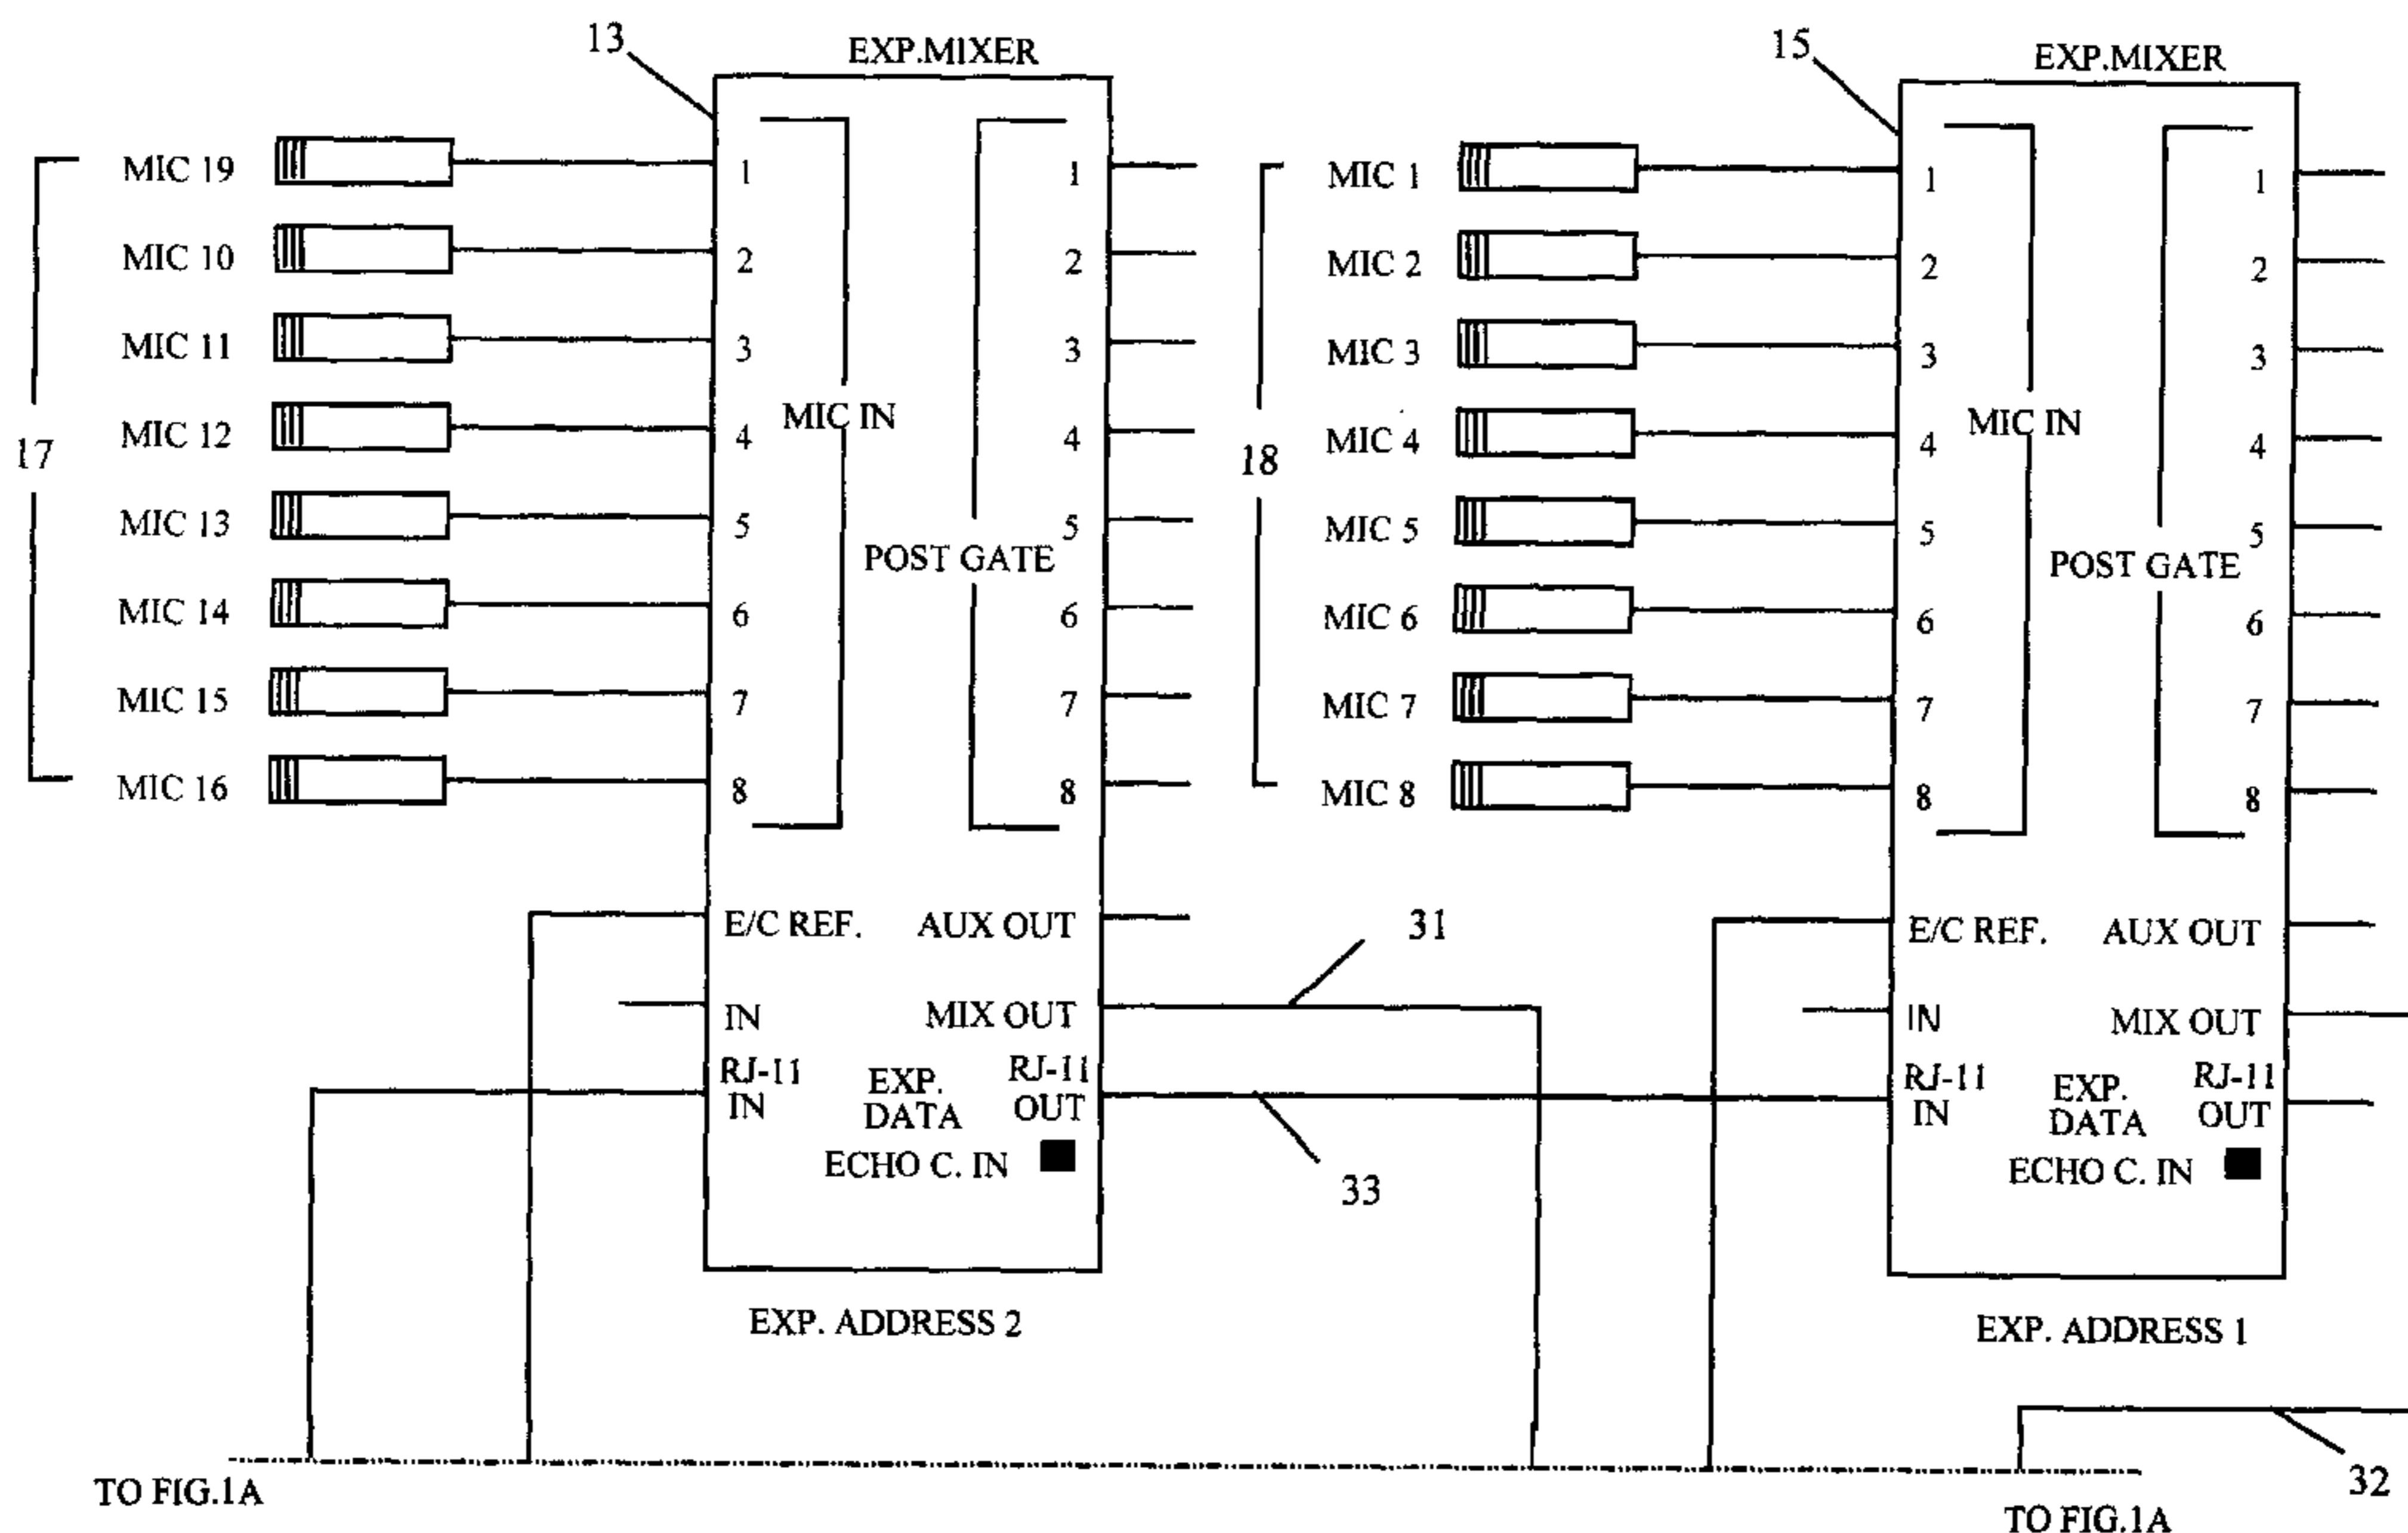 13
EXP.MIXER
MIC 19
MIC 10
MIC 11
MIC 12
MIC 13
MIC 14
MIC 15
MIC 16
17
1
2
3
4
5
6
7
8
MIC IN
POST GATE
1
2
3
4
5
6
7
8
E/C REF.
AUX OUT
IN
MIX OUT
RJ-11
IN
EXP.
DATA
RJ-11
OUT
ECHO C. IN
EXP. ADDRESS 2
31
33
15
EXP.MIXER
MIC 1
MIC 2
MIC 3
MIC 4
MIC 5
MIC 6
MIC 7
MIC 8
18
1
2
3
4
5
6
7
8
MIC IN
POST GATE
1
2
3
4
5
6
7
8
E/C REF.
AUX OUT
IN
MIX OUT
RJ-11
IN
EXP.
DATA
RJ-11
OUT
ECHO C. IN
EXP. ADDRESS 1
32
TO FIG.1A
TO FIG.1A